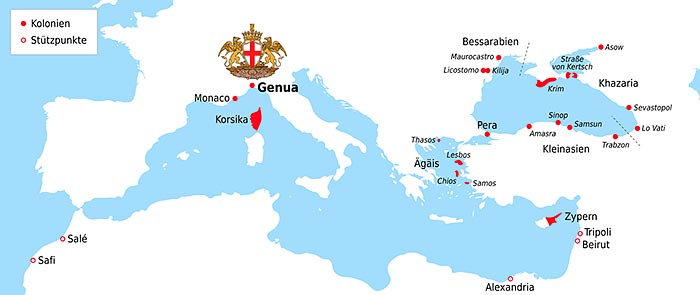 Kolonien
Stützpunkte
Bessarabien
Maurocastro
Licostomo
Kilija
Straße
von Kertsch
Asow
Krim
Khazaria
Sevastopol
Lo Vati
Trabzon
Sinop
Samsun
Amasra
Kleinasien
Pera
Genua
Monaco
Korsika
Thasos
Lesbos
Ägäis
Chios
Samos
Zypern
Tripoli
Beirut
Alexandria
Salé
Safi